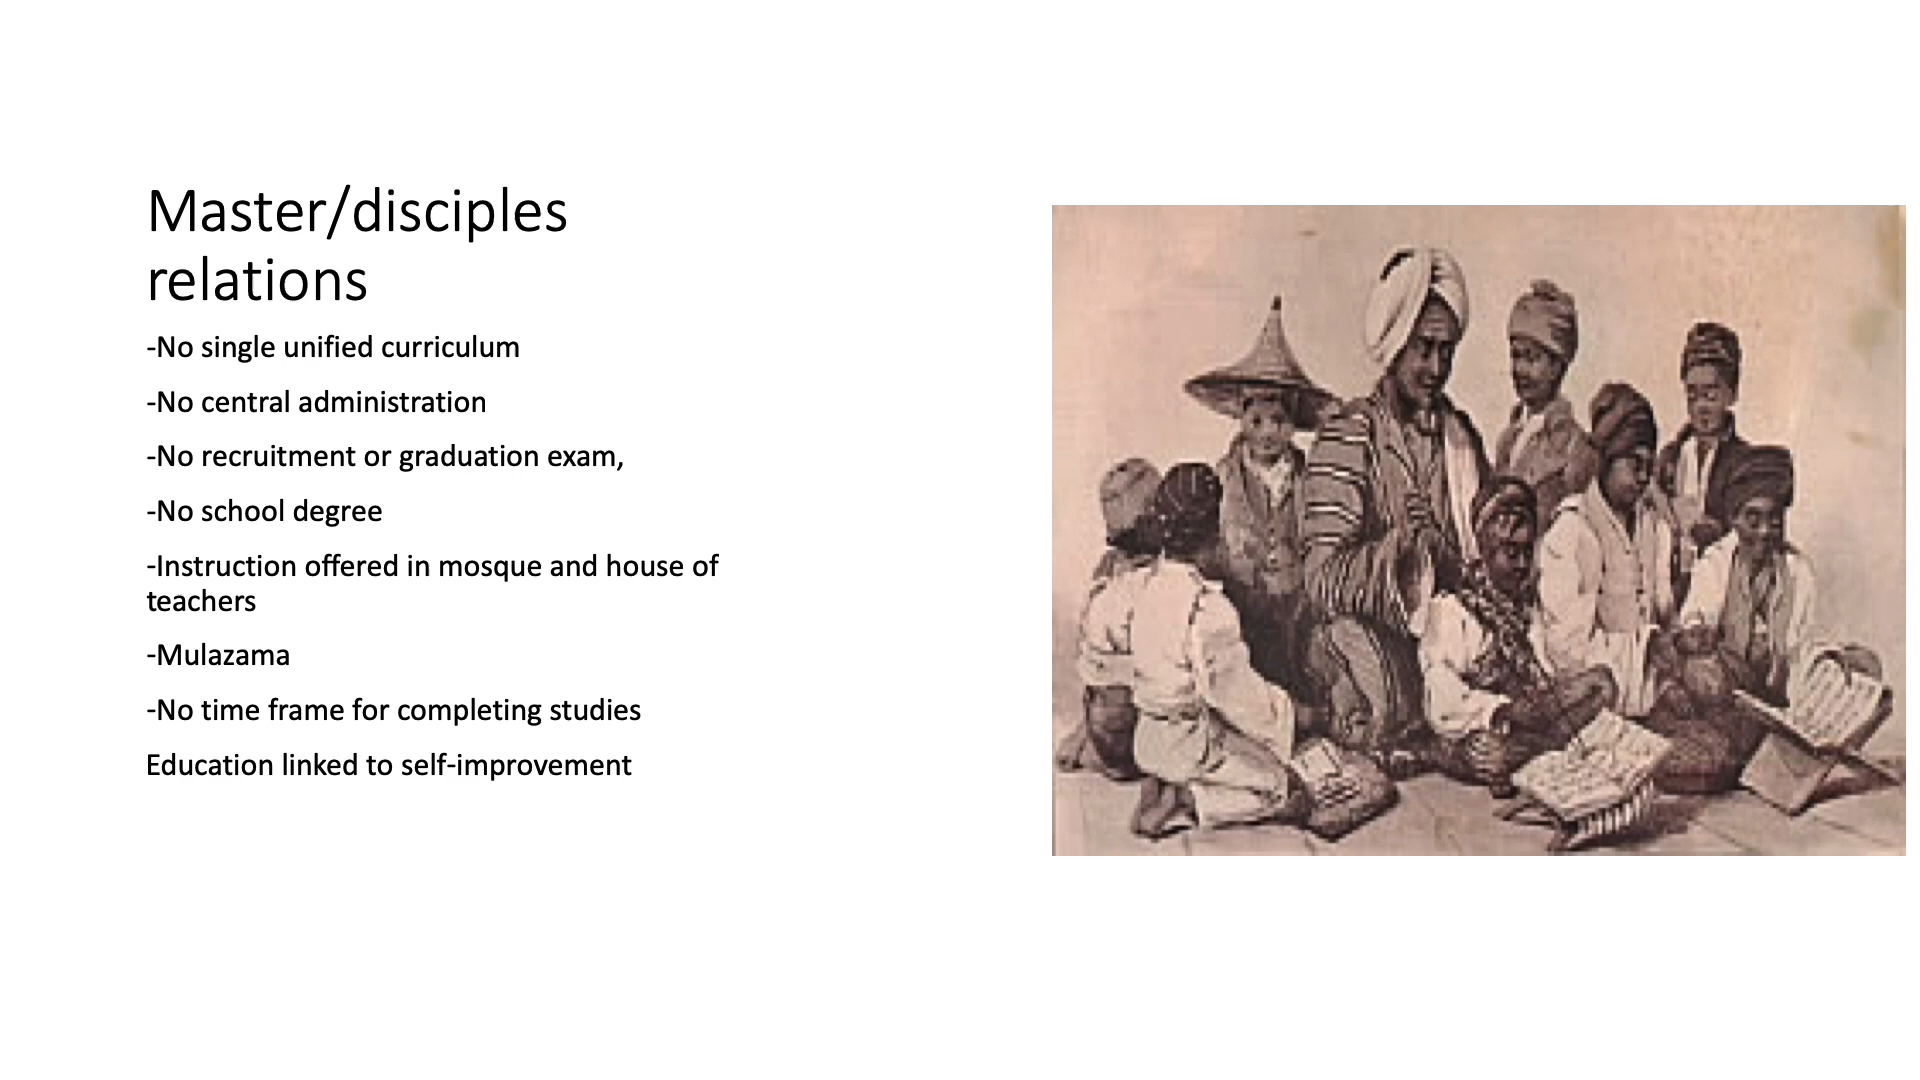 Master/disciples
relations
-No single unified curriculum
-No central administration
-No recruitment or graduation exam,
-No school degree
-Instruction offered in mosque and house of
teachers
-Mulazama
-No time frame for completing studies
Education linked to self-improvement